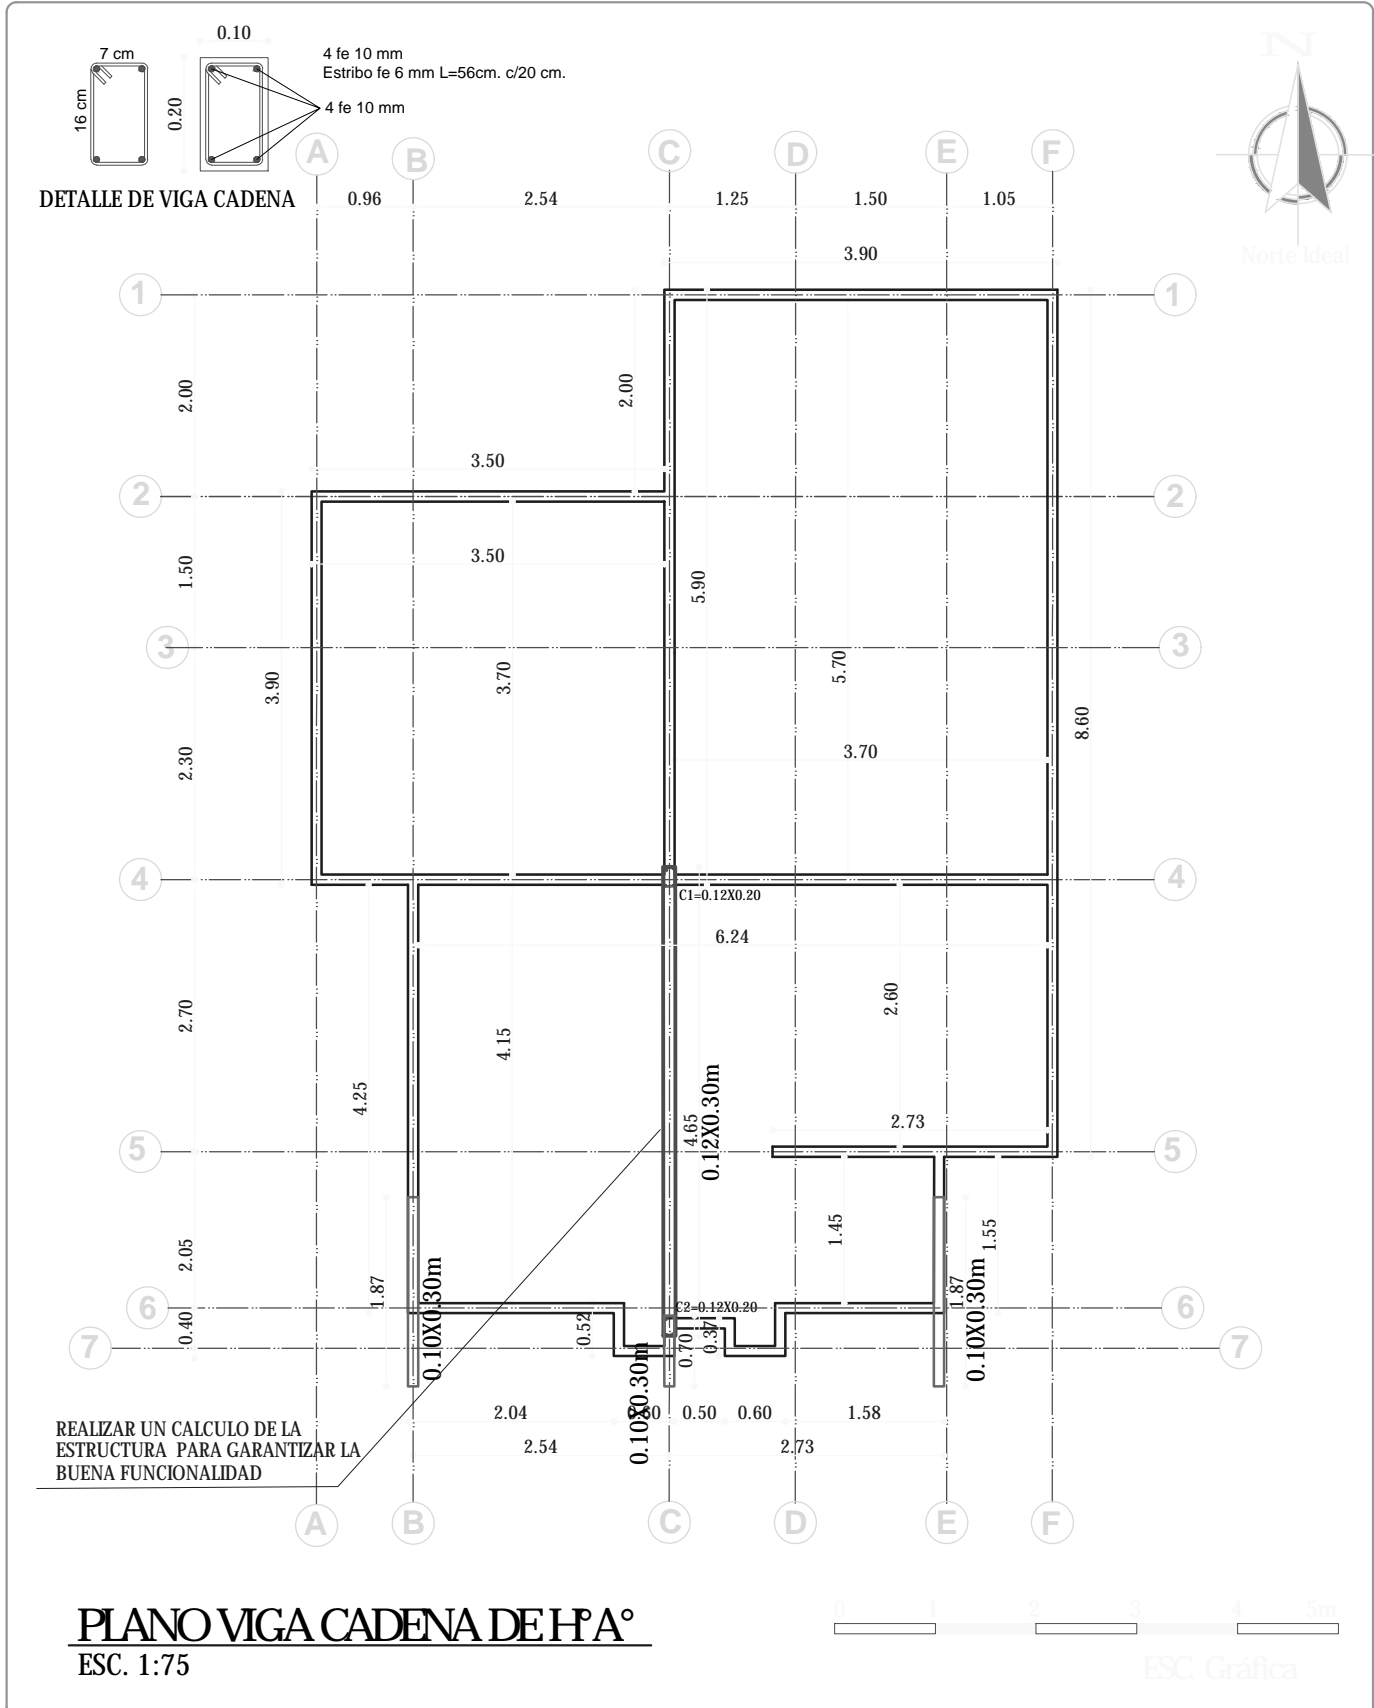 0.10
7 cm
16 cm
0.20
4 fe 10 mm
Estribo fe 6 mm L=56cm. c/20 cm.
4 fe 10 mm
DETALLE DE VIGA CADENA
N
Norte Ideal
A B C D E F
0.96 2.54 1.25 1.50 1.05
3.90
1 1
2.00
2.00
3.50
2 2
1.50
3.50
5.90
3 3
3.90
3.70
5.70
8.60
2.30
3.70
4 4
C1=0.12X0.20
6.24
2.60
2.70
4.15
4.25
4.65
0.12X0.30m
2.73
5 5
2.05
1.45
1.55
1.87
0.10X0.30m
1.87
0.10X0.30m
C2=0.12X0.20
6 6
0.40
0.52
0.70
0.37
7 7
0.10X0.30m
2.04 0.60 0.50 0.60 1.58
2.54 2.73
REALIZAR UN CALCULO DE LA
ESTRUCTURA PARA GARANTIZAR LA
BUENA FUNCIONALIDAD
A B C D E F
PLANO VIGA CADENA DE H°A°
ESC. 1:75
0 1 2 3 4 5m
ESC. Gráfica